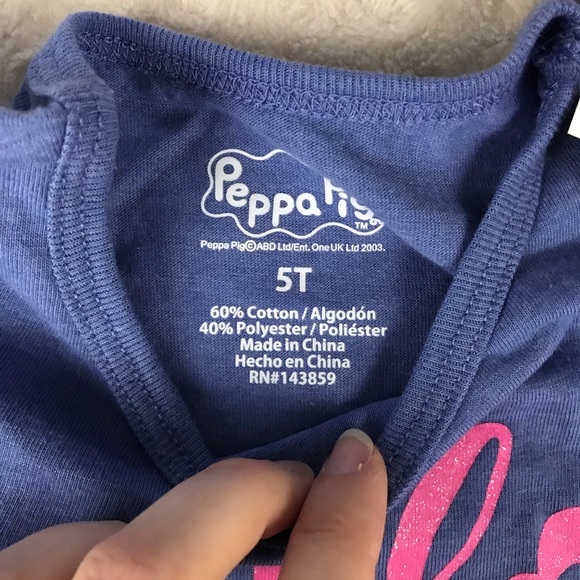 Peppa Pig
TM
Peppa Pig©ABD Ltd/Ent. One UK Ltd 2003.
5T
60% Cotton / Algodón
40% Polyester / Poliéster
Made in China
Hecho en China
RN#143859